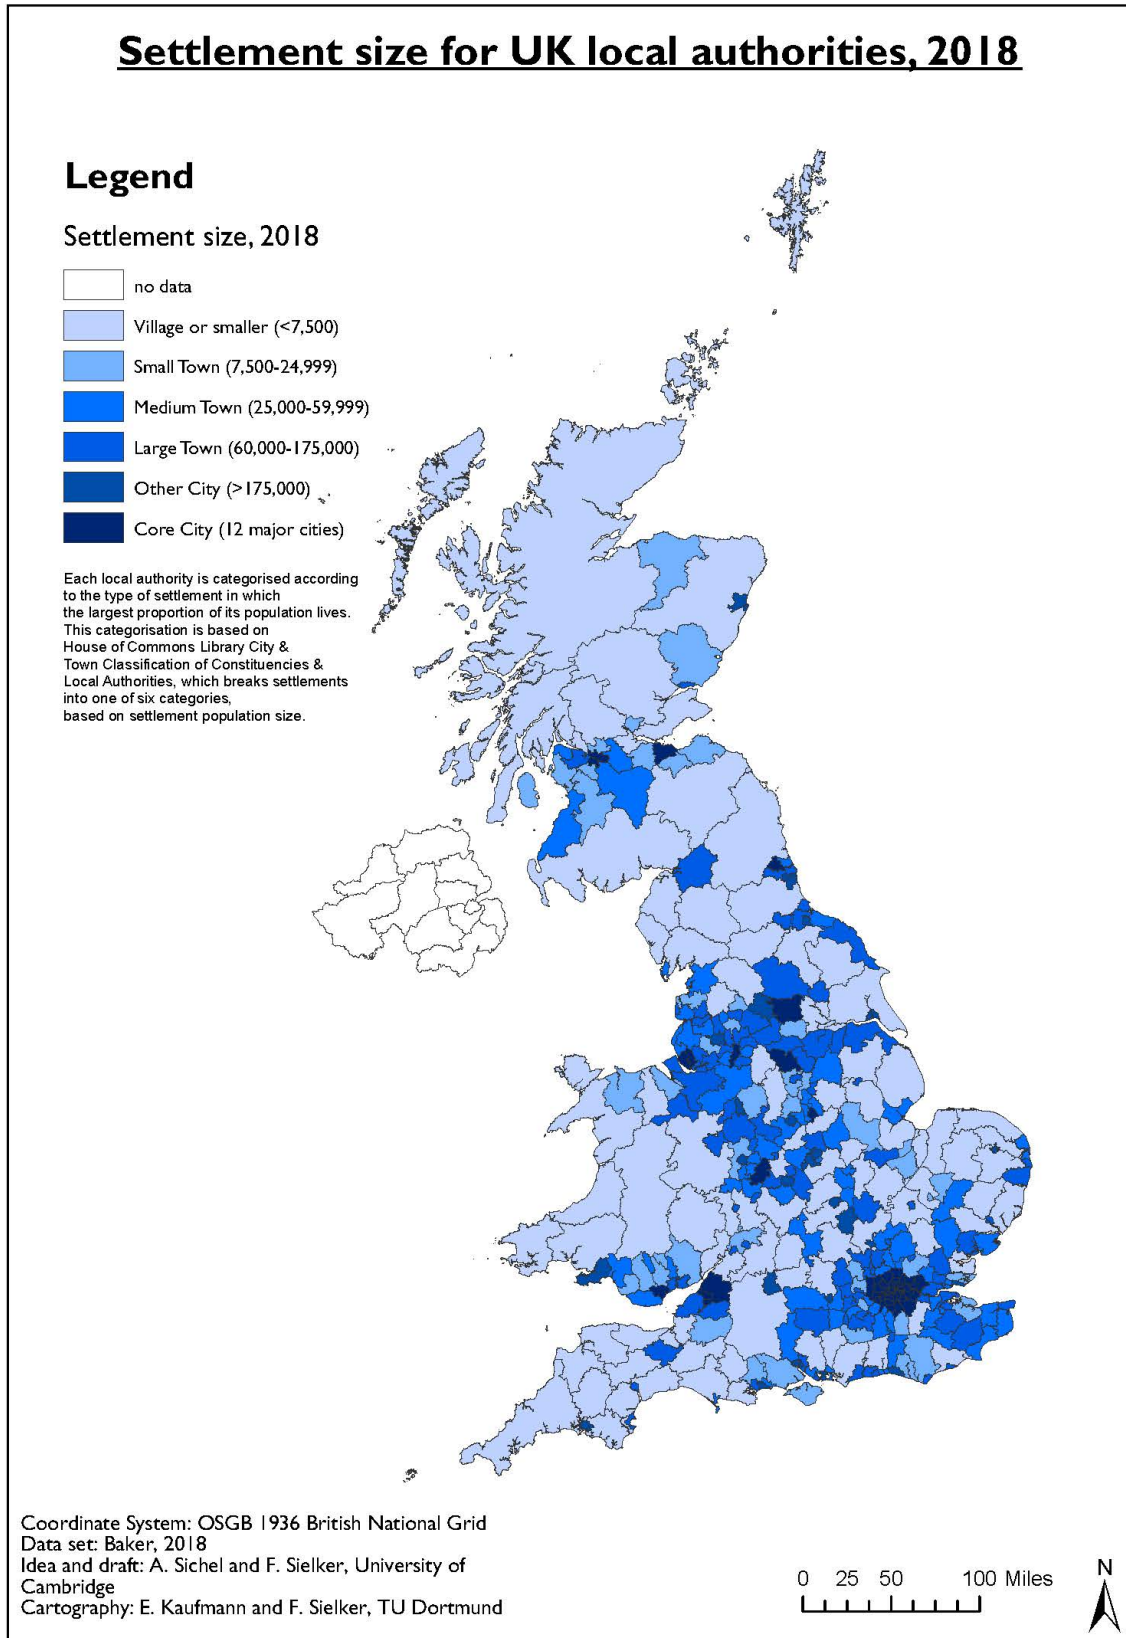 Settlement size for UK local authorities, 2018
Legend
Settlement size, 2018
no data
Village or smaller (<7,500)
Small Town (7,500-24,999)
Medium Town (25,000-59,999)
Large Town (60,000-175,000)
Other City (>175,000)
Core City (12 major cities)
Each local authority is categorised according
to the type of settlement in which
the largest proportion of its population lives.
This categorisation is based on
House of Commons Library City &
Town Classification of Constituencies &
Local Authorities, which breaks settlements
into one of six categories,
based on settlement population size.
Coordinate System: OSGB 1936 British National Grid
Data set: Baker, 2018
Idea and draft: A. Sichel and F. Sielker, University of
Cambridge
Cartography: E. Kaufmann and F. Sielker, TU Dortmund
0 25 50 100 Miles
N